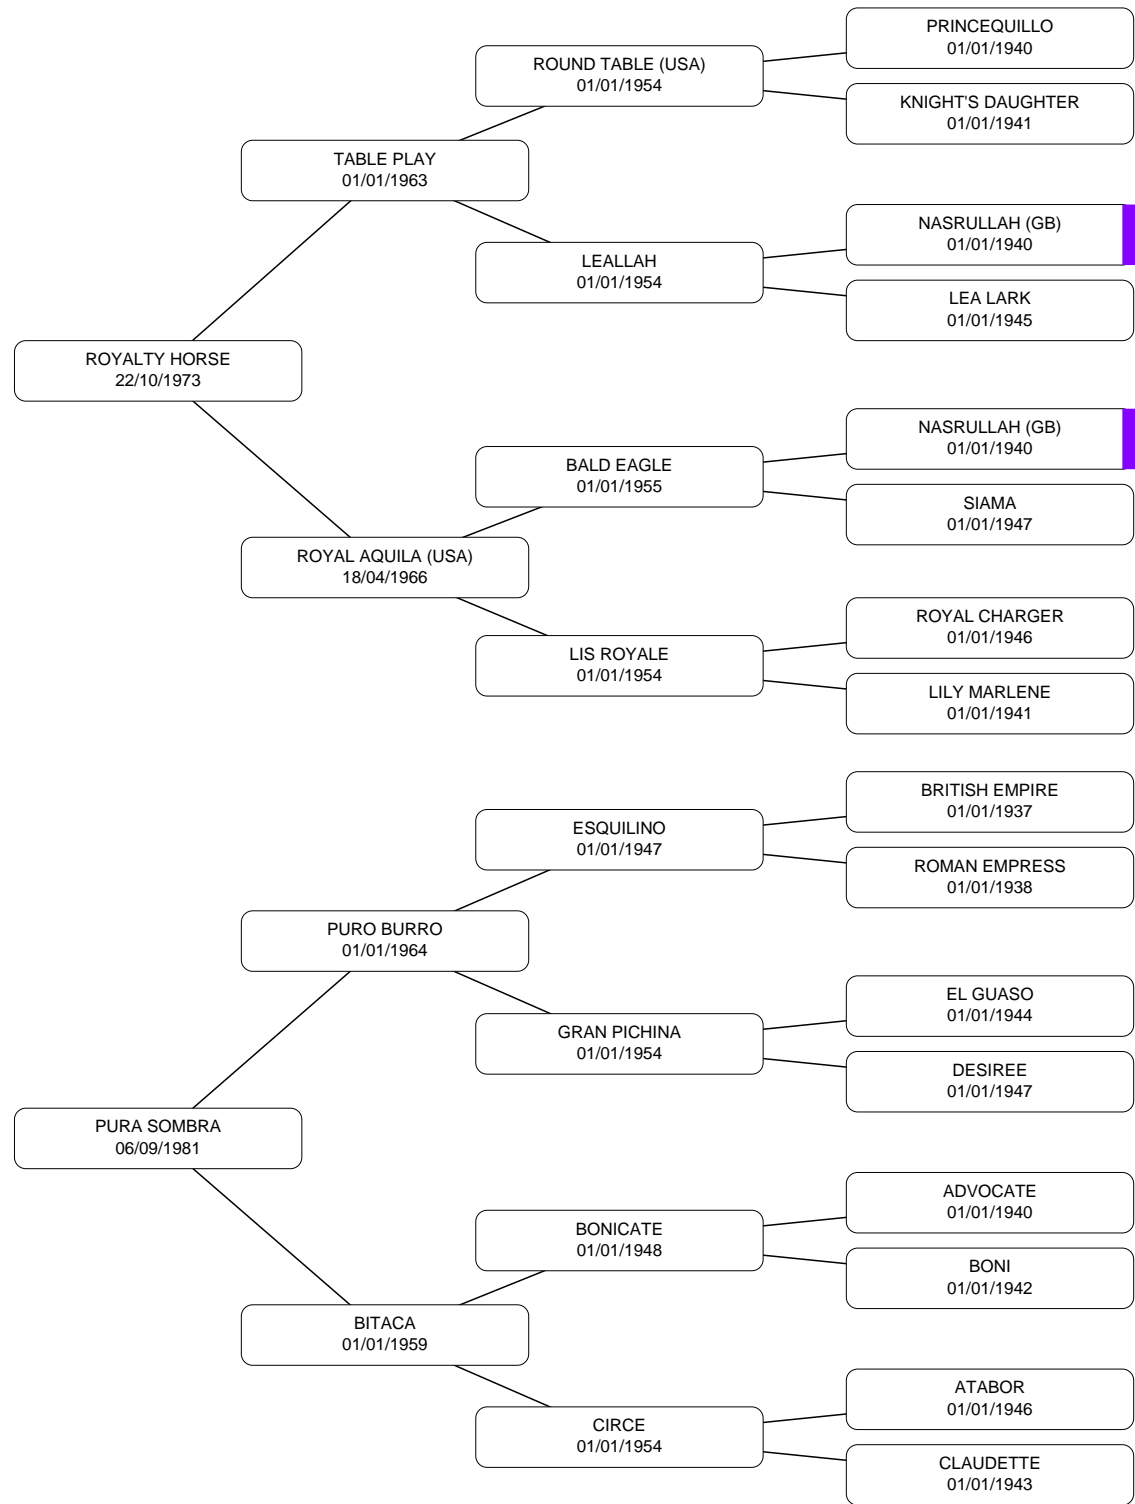 PRINCEQUILLO
01/01/1940
ROUND TABLE (USA)
01/01/1954
KNIGHT'S DAUGHTER
01/01/1941
TABLE PLAY
01/01/1963
NASRULLAH (GB)
01/01/1940
LEALLAH
01/01/1954
LEA LARK
01/01/1945
ROYALTY HORSE
22/10/1973
NASRULLAH (GB)
01/01/1940
BALD EAGLE
01/01/1955
SIAMA
01/01/1947
ROYAL AQUILA (USA)
18/04/1966
ROYAL CHARGER
01/01/1946
LIS ROYALE
01/01/1954
LILY MARLENE
01/01/1941
BRITISH EMPIRE
01/01/1937
ESQUILINO
01/01/1947
ROMAN EMPRESS
01/01/1938
PURO BURRO
01/01/1964
EL GUASO
01/01/1944
GRAN PICHINA
01/01/1954
DESIREE
01/01/1947
PURA SOMBRA
06/09/1981
ADVOCATE
01/01/1940
BONICATE
01/01/1948
BONI
01/01/1942
BITACA
01/01/1959
ATABOR
01/01/1946
CIRCE
01/01/1954
CLAUDETTE
01/01/1943